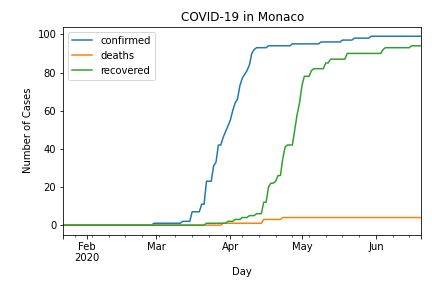 COVID-19 in Monaco
confirmed
deaths
recovered
Number of Cases
100
80
60
40
20
0
Feb
2020
Mar
Apr
May
Jun
Day